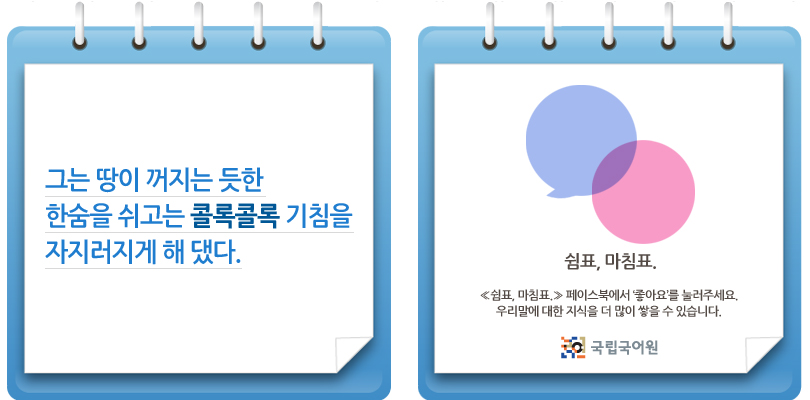 그는 땅이 꺼지는 듯한
한숨을 쉬고는 콜록콜록 기침을
자지러지게 해 댔다.
쉼표, 마침표.
≪쉼표, 마침표.≫ 페이스북에서 '좋아요'를 눌러주세요.
우리말에 대한 지식을 더 많이 쌓을 수 있습니다.
국립국어원